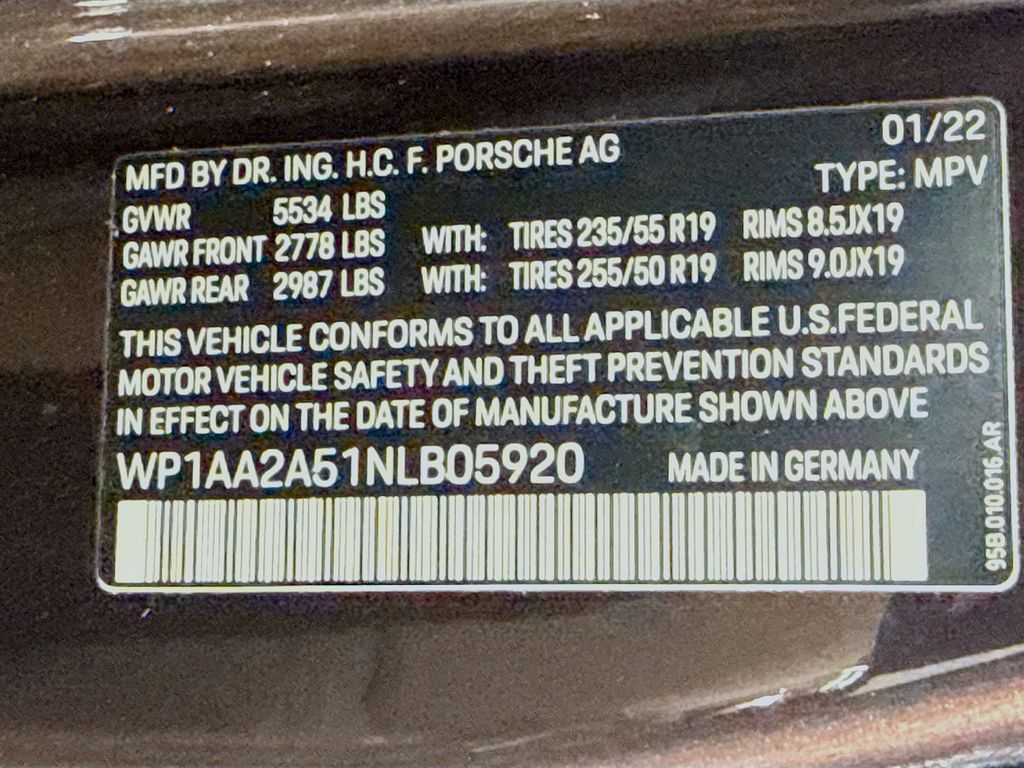 01/22
MFD BY DR. ING. H.C. F. PORSCHE AG
TYPE: MPV
GVWR 5534 LBS
GAWR FRONT 2778 LBS WITH: TIRES 235/55 R19 RIMS 8.5JX19
GAWR REAR 2987 LBS WITH: TIRES 255/50 R19 RIMS 9.0JX19
THIS VEHICLE CONFORMS TO ALL APPLICABLE U.S.FEDERAL
MOTOR VEHICLE SAFETY AND THEFT PREVENTION STANDARDS
IN EFFECT ON THE DATE OF MANUFACTURE SHOWN ABOVE
WP1AA2A51NLB05920 MADE IN GERMANY
95B.010.016.AR